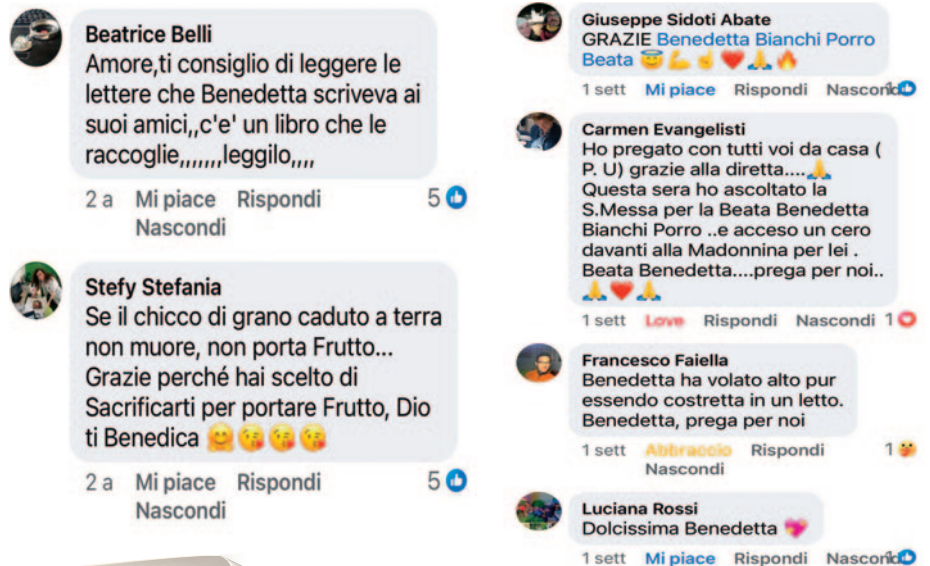 Beatrice Belli
Amore,ti consiglio di leggere le
lettere che Benedetta scriveva ai
suoi amici,,c'e' un libro che le
raccoglie,,,,,,,leggilo,,,,
2 a Mi piace Rispondi 5
Nascondi
Stefy Stefania
Se il chicco di grano caduto a terra
non muore, non porta Frutto...
Grazie perché hai scelto di
Sacrificarti per portare Frutto, Dio
ti Benedica 🤗😘😘😘
2 a Mi piace Rispondi 5
Nascondi
Giuseppe Sidoti Abate
GRAZIE Benedetta Bianchi Porro
Beata 😇💪☝️❤️🙏🔥
1 sett Mi piace Rispondi Nascondi 1
Carmen Evangelisti
Ho pregato con tutti voi da casa (
P. U) grazie alla diretta....🙏
Questa sera ho ascoltato la
S.Messa per la Beata Benedetta
Bianchi Porro ..e acceso un cero
davanti alla Madonnina per lei .
Beata Benedetta....prega per noi..
🙏❤️🙏
1 sett Love Rispondi Nascondi 1
Francesco Faiella
Benedetta ha volato alto pur
essendo costretta in un letto.
Benedetta, prega per noi
1 sett Abbraccio Rispondi 1
Nascondi
Luciana Rossi
Dolcissima Benedetta 💖
1 sett Mi piace Rispondi Nascondi 1